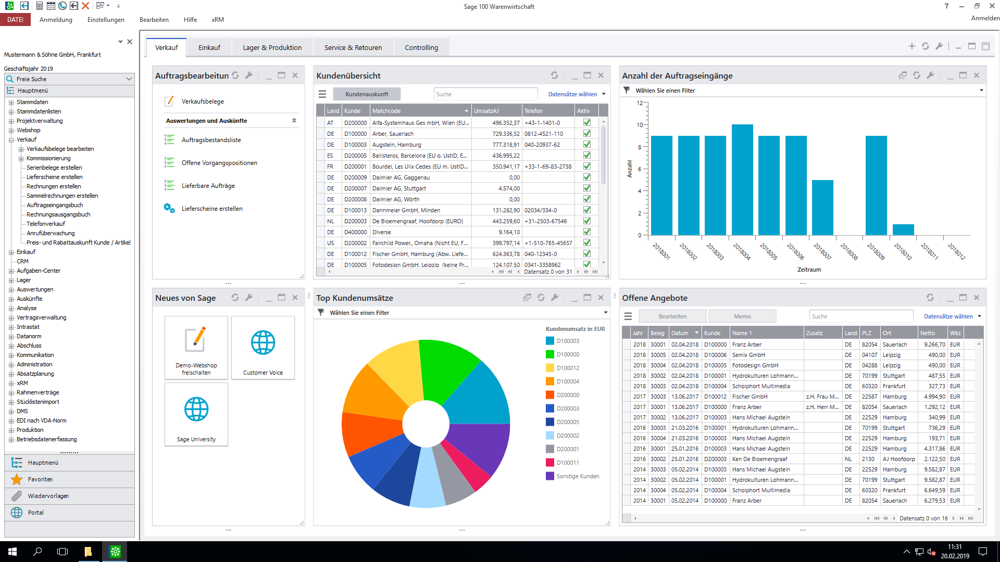 Sage 100 Warenwirtschaft
DATEI Anmeldung Einstellungen Bearbeiten Hilfe xRM
Anmelden
Mustermann & Söhne GmbH, Frankfurt
Geschäftsjahr 2019
Freie Suche
Hauptmenü
Stammdaten
Stammdatenlisten
Projektverwaltung
Webshop
Verkauf
Verkaufsbelege bearbeiten
Kommissionierung
Serienbelege erstellen
Lieferscheine erstellen
Rechnungen erstellen
Sammelrechnungen erstellen
Auftragseingangsbuch
Rechnungsausgangsbuch
Telefonverkauf
Anrufüberwachung
Preis- und Rabattauskunft Kunde / Artikel
Einkauf
CRM
Aufgaben-Center
Lager
Auswertungen
Auskünfte
Analyse
Vertragsverwaltung
Intrastat
Datanorm
Abschluss
Kommunikation
Administration
Absatzplanung
xRM
Rahmenverträge
Stücklistenimport
DMS
EDI nach VDA-Norm
Produktion
Betriebsdatenerfassung
Hauptmenü
Favoriten
Wiedervorlagen
Portal
Verkauf Einkauf Lager & Produktion Service & Retouren Controlling
Auftragsbearbeitun
Verkaufsbelege
Auswertungen und Auskünfte
Auftragsbestandsliste
Offene Vorgangspositionen
Lieferbare Aufträge
Lieferscheine erstellen
Kundenübersicht
Kundenauskunft Suche Datensätze wählen
Land Kunde Matchcode UmsatzAJ Telefon Aktiv
AT D200000 Alfa-Systemhaus Ges mbH, Wien (EU... 496.352,37 +43-1-1401-0
DE D100000 Arber, Sauerlach 729.336,52 0812-4521-110
DE D100003 Augstein, Hamburg 777.318,91 040-20937-62
ES D200005 Ballisteros, Barcelona (EU o. UstID, E... 436.995,22
FR D200001 Bourdel, Les Ulix Cedes (EU m. UstID... 350.941,17 +33-1-69-83-2738
DE D200009 Daimler AG, Gaggenau 0,00
DE D200007 Daimler AG, Stuttgart 4.574,00
DE D200008 Daimler AG, Wörth 0,00
DE D100013 Dannmeier GmbH, Minden 131.282,90 02034/334-0
NL D200003 De Bloemengraaf, Hoofdorp (EURO) 443.259,60 +31-2503-67546
DE D400000 Diverse 9.164,10
US D200002 Fairchild Power., Omaha (Nicht EU, F... 399.797,14 +1-510-765-45657
DE D100012 Fischer GmbH, Hamburg (Abw. Liefe... 624.363,78 040-12345-0
DE D100005 Fotodesign GmbH, Leipzig (keine Pr... 124.107,50 0341-3358962
Datensatz 0 von 31
Anzahl der Auftragseingänge
Wählen Sie einen Filter
12
10
8
6
4
2
0
Anzahl
2018001 2018002 2018003 2018004 2018005 2018006 2018007 2018008 2018009 2018010 2018011 2018012
Zeitraum
Neues von Sage
Demo-Webshop
freischalten
Customer Voice
Sage University
Top Kundenumsätze
Wählen Sie einen Filter
Kundenumsatz in EUR
D100003
D100000
D100012
D100004
D200000
D200003
D200005
D200002
D200001
D100011
Sonstige Kunden
Offene Angebote
Bearbeiten Memo Suche Datensätze wählen
Jahr Beleg Datum Kunde Name 1 Zusatz Land PLZ Ort Netto Wkz
2018 30001 02.04.2018 D100000 Franz Arber DE 82054 Sauerlach 9.266,70 EUR
2018 30005 02.04.2018 D100006 Semix GmbH DE 04107 Leipzig 490,00 EUR
2018 30004 02.04.2018 D100005 Fotodesign GmbH DE 04288 Leipzig 490,00 EUR
2018 30002 02.04.2018 D100001 Hydrokulturen Lohmann... DE 70199 Stuttgart 487,55 EUR
2018 30003 02.04.2018 D100004 Scholphort Multimedia DE 60320 Frankfurt 327,73 EUR
2017 30003 13.06.2017 D100012 Fischer GmbH z.H. Frau M... DE 22587 Hamburg 4.994,90 EUR
2017 30001 13.06.2017 D100000 Franz Arber z.H. Herr M... DE 82054 Sauerlach 1.292,12 EUR
2017 30002 13.06.2017 D100003 Hans Michael Augstein DE 22529 Hamburg 340,99 EUR
2016 30003 21.03.2016 D100001 Hydrokulturen Lohmann... DE 70199 Stuttgart 736,29 EUR
2016 30004 21.03.2016 D100003 Hans Michael Augstein DE 22529 Hamburg 193,71 EUR
2016 30001 25.01.2016 D100003 Hans Michael Augstein DE 22529 Hamburg 4.317,86 EUR
2016 30002 25.01.2016 D200003 Ken De Bloemengraaf NL 2130 AJ Hoofdorp 2.122,50 EUR
2014 30003 05.02.2014 D100003 Hans Michael Augstein DE 22529 Hamburg 9.582,87 EUR
2014 30002 05.02.2014 D100001 Hydrokulturen Lohmann... DE 70199 Stuttgart 9.582,87 EUR
2014 30004 05.02.2014 D100004 Scholphort Multimedia DE 60320 Frankfurt 6.649,59 EUR
2014 30001 05.02.2014 D100000 Franz Arber DE 82054 Sauerlach 6.279,53 EUR
Datensatz 0 von 16
11:31
20.02.2019